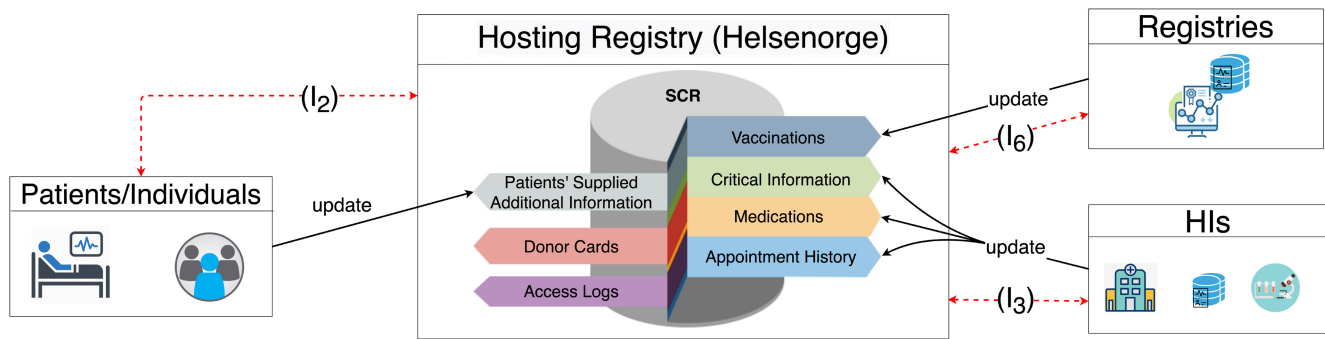 Hosting Registry (Helsenorge)
Registries
(I2)
SCR
update
Vaccinations
(I6)
Patients/Individuals
Patients' Supplied
Additional Information
Critical Information
update
Medications
HIs
Donor Cards
Appointment History
update
Access Logs
(I3)